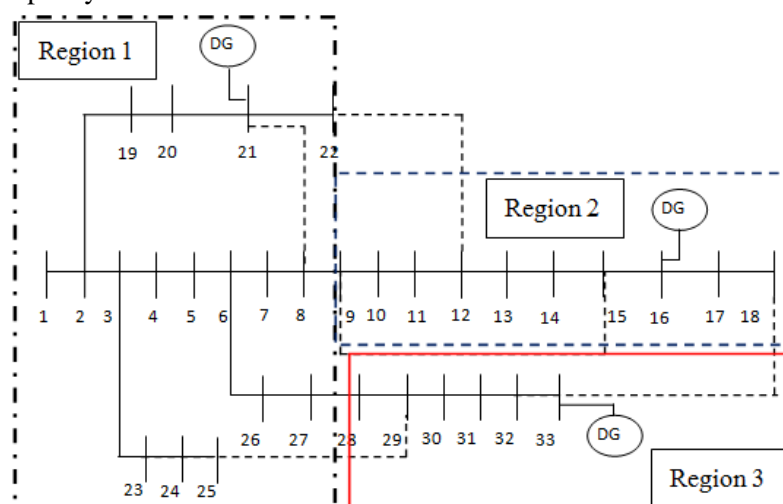 Region 1
DG
19 20 21 22
Region 2
DG
1 2 3 4 5 6 7 8 9 10 11 12 13 14 15 16 17 18
26 27 28 29 30 31 32 33
DG
23 24 25
Region 3